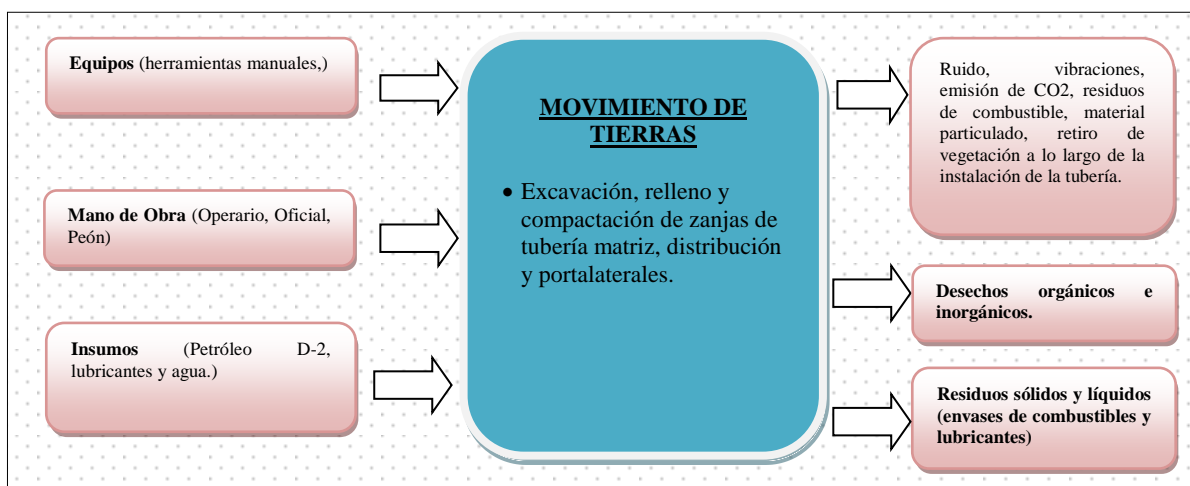 Equipos (herramientas manuales,)
Mano de Obra (Operario, Oficial,
Peón)
Insumos (Petróleo D-2,
lubricantes y agua.)
MOVIMIENTO DE
TIERRAS
• Excavación, relleno y
compactación de zanjas de
tubería matriz, distribución
y portalaterales.
Ruido, vibraciones,
emisión de CO2, residuos
de combustible, material
particulado, retiro de
vegetación a lo largo de la
instalación de la tubería.
Desechos orgánicos e
inorgánicos.
Residuos sólidos y líquidos
(envases de combustibles y
lubricantes)